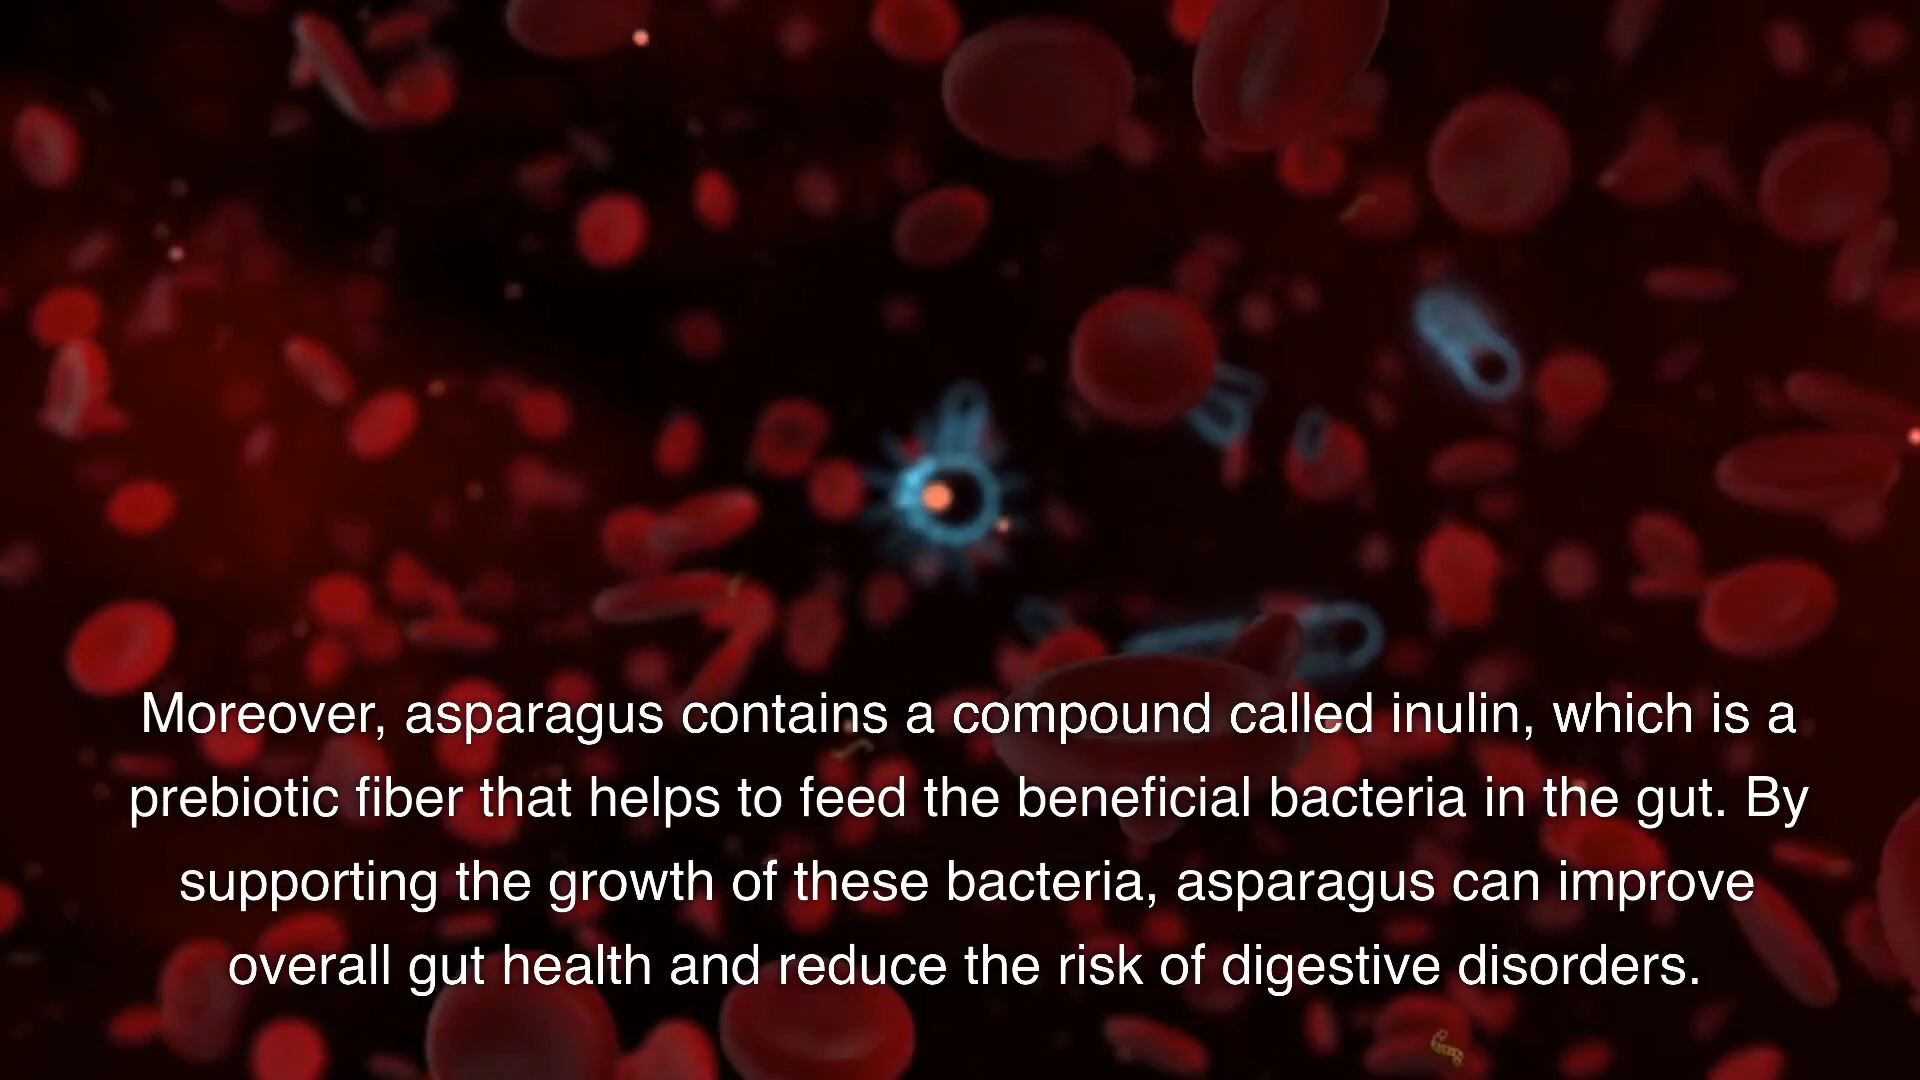 Moreover, asparagus contains a compound called inulin, which is a
prebiotic fiber that helps to feed the beneficial bacteria in the gut. By
supporting the growth of these bacteria, asparagus can improve
overall gut health and reduce the risk of digestive disorders.